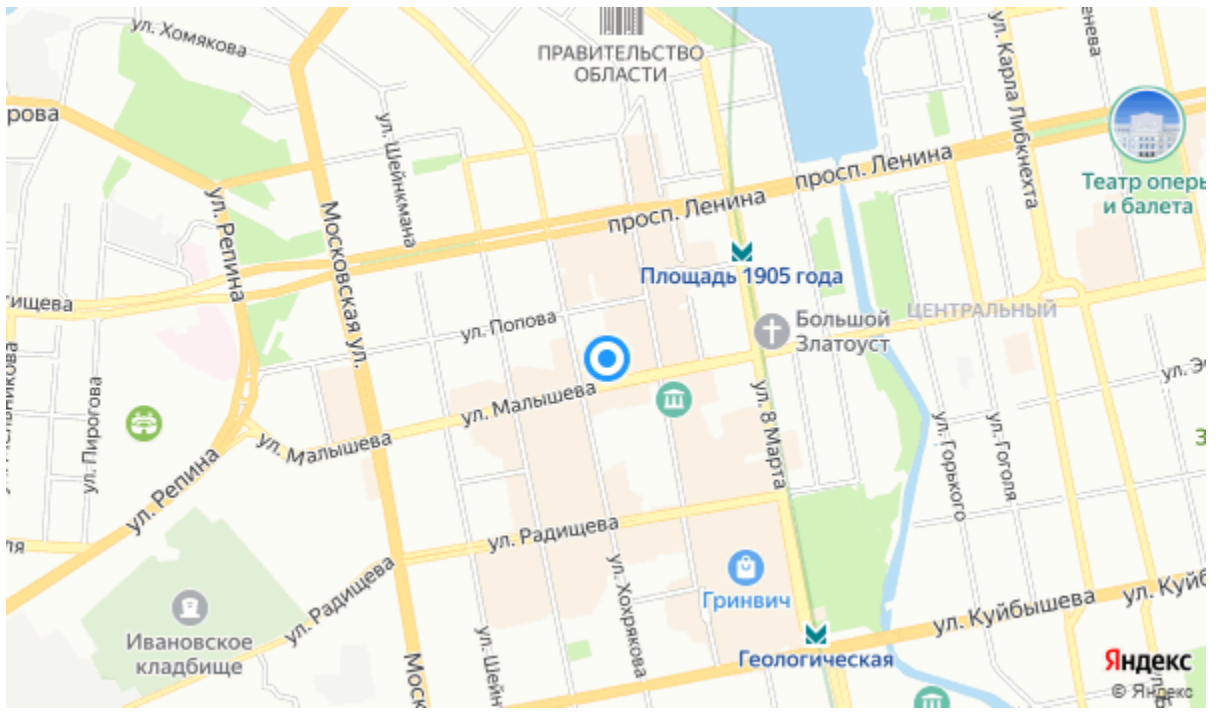 ул. Хомякова
ПРАВИТЕЛЬСТВО
ОБЛАСТИ
ул. Карла Либкнехта
ул. Шейнкмана
просп. Ленина
просп. Ленина
Театр оперы
и балета
ул. Репина
Московская ул.
Площадь 1905 года
ЦЕНТРАЛЬНЫЙ
Большой
Златоуст
ул. Попова
ул. Малышева
ул. Малышева
ул. 8 Марта
ул. Пирогова
ул. Репина
ул. Горького
ул. Гоголя
ул. Радищева
ул. Радищева
ул. Хохрякова
Гринвич
Ивановское
кладбище
ул. Куйбышева
Геологическая
Яндекс
© Яндекс